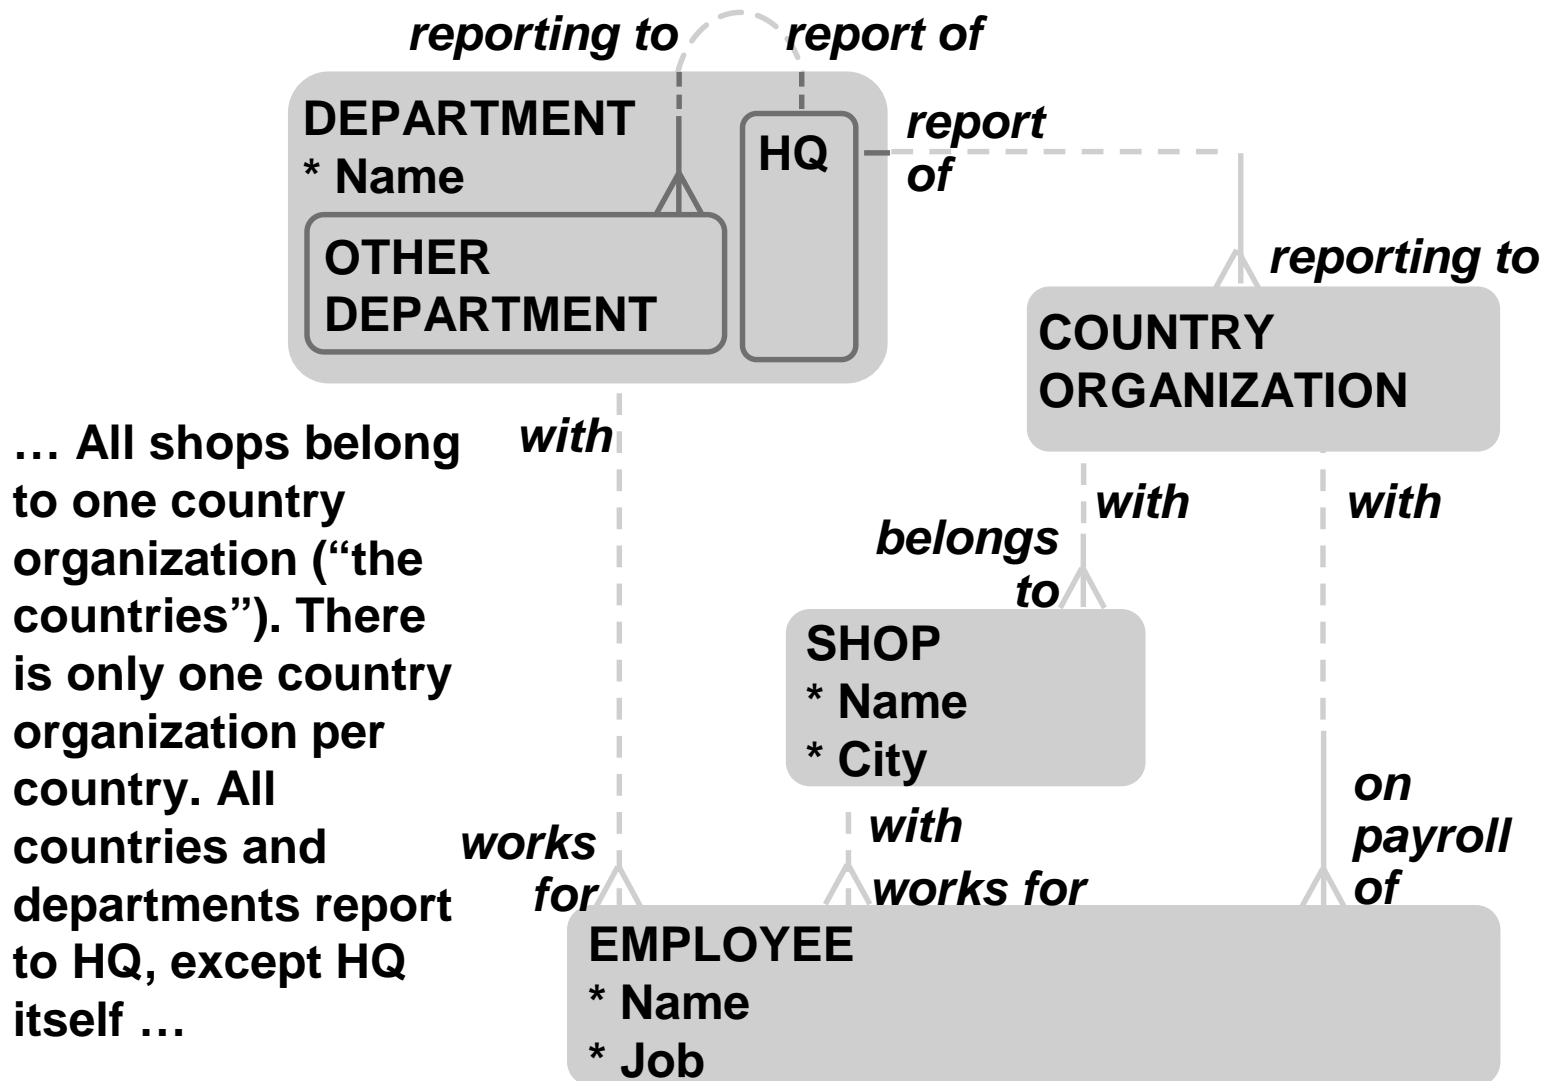 reporting to
report of
DEPARTMENT
* Name
HQ
report
of
OTHER
DEPARTMENT
reporting to
COUNTRY
ORGANIZATION
… All shops belong
to one country
organization (“the
countries”). There
is only one country
organization per
country. All
countries and
departments report
to HQ, except HQ
itself …
with
with
with
belongs
to
SHOP
* Name
* City
with
works for
works
for
on
payroll
of
EMPLOYEE
* Name
* Job